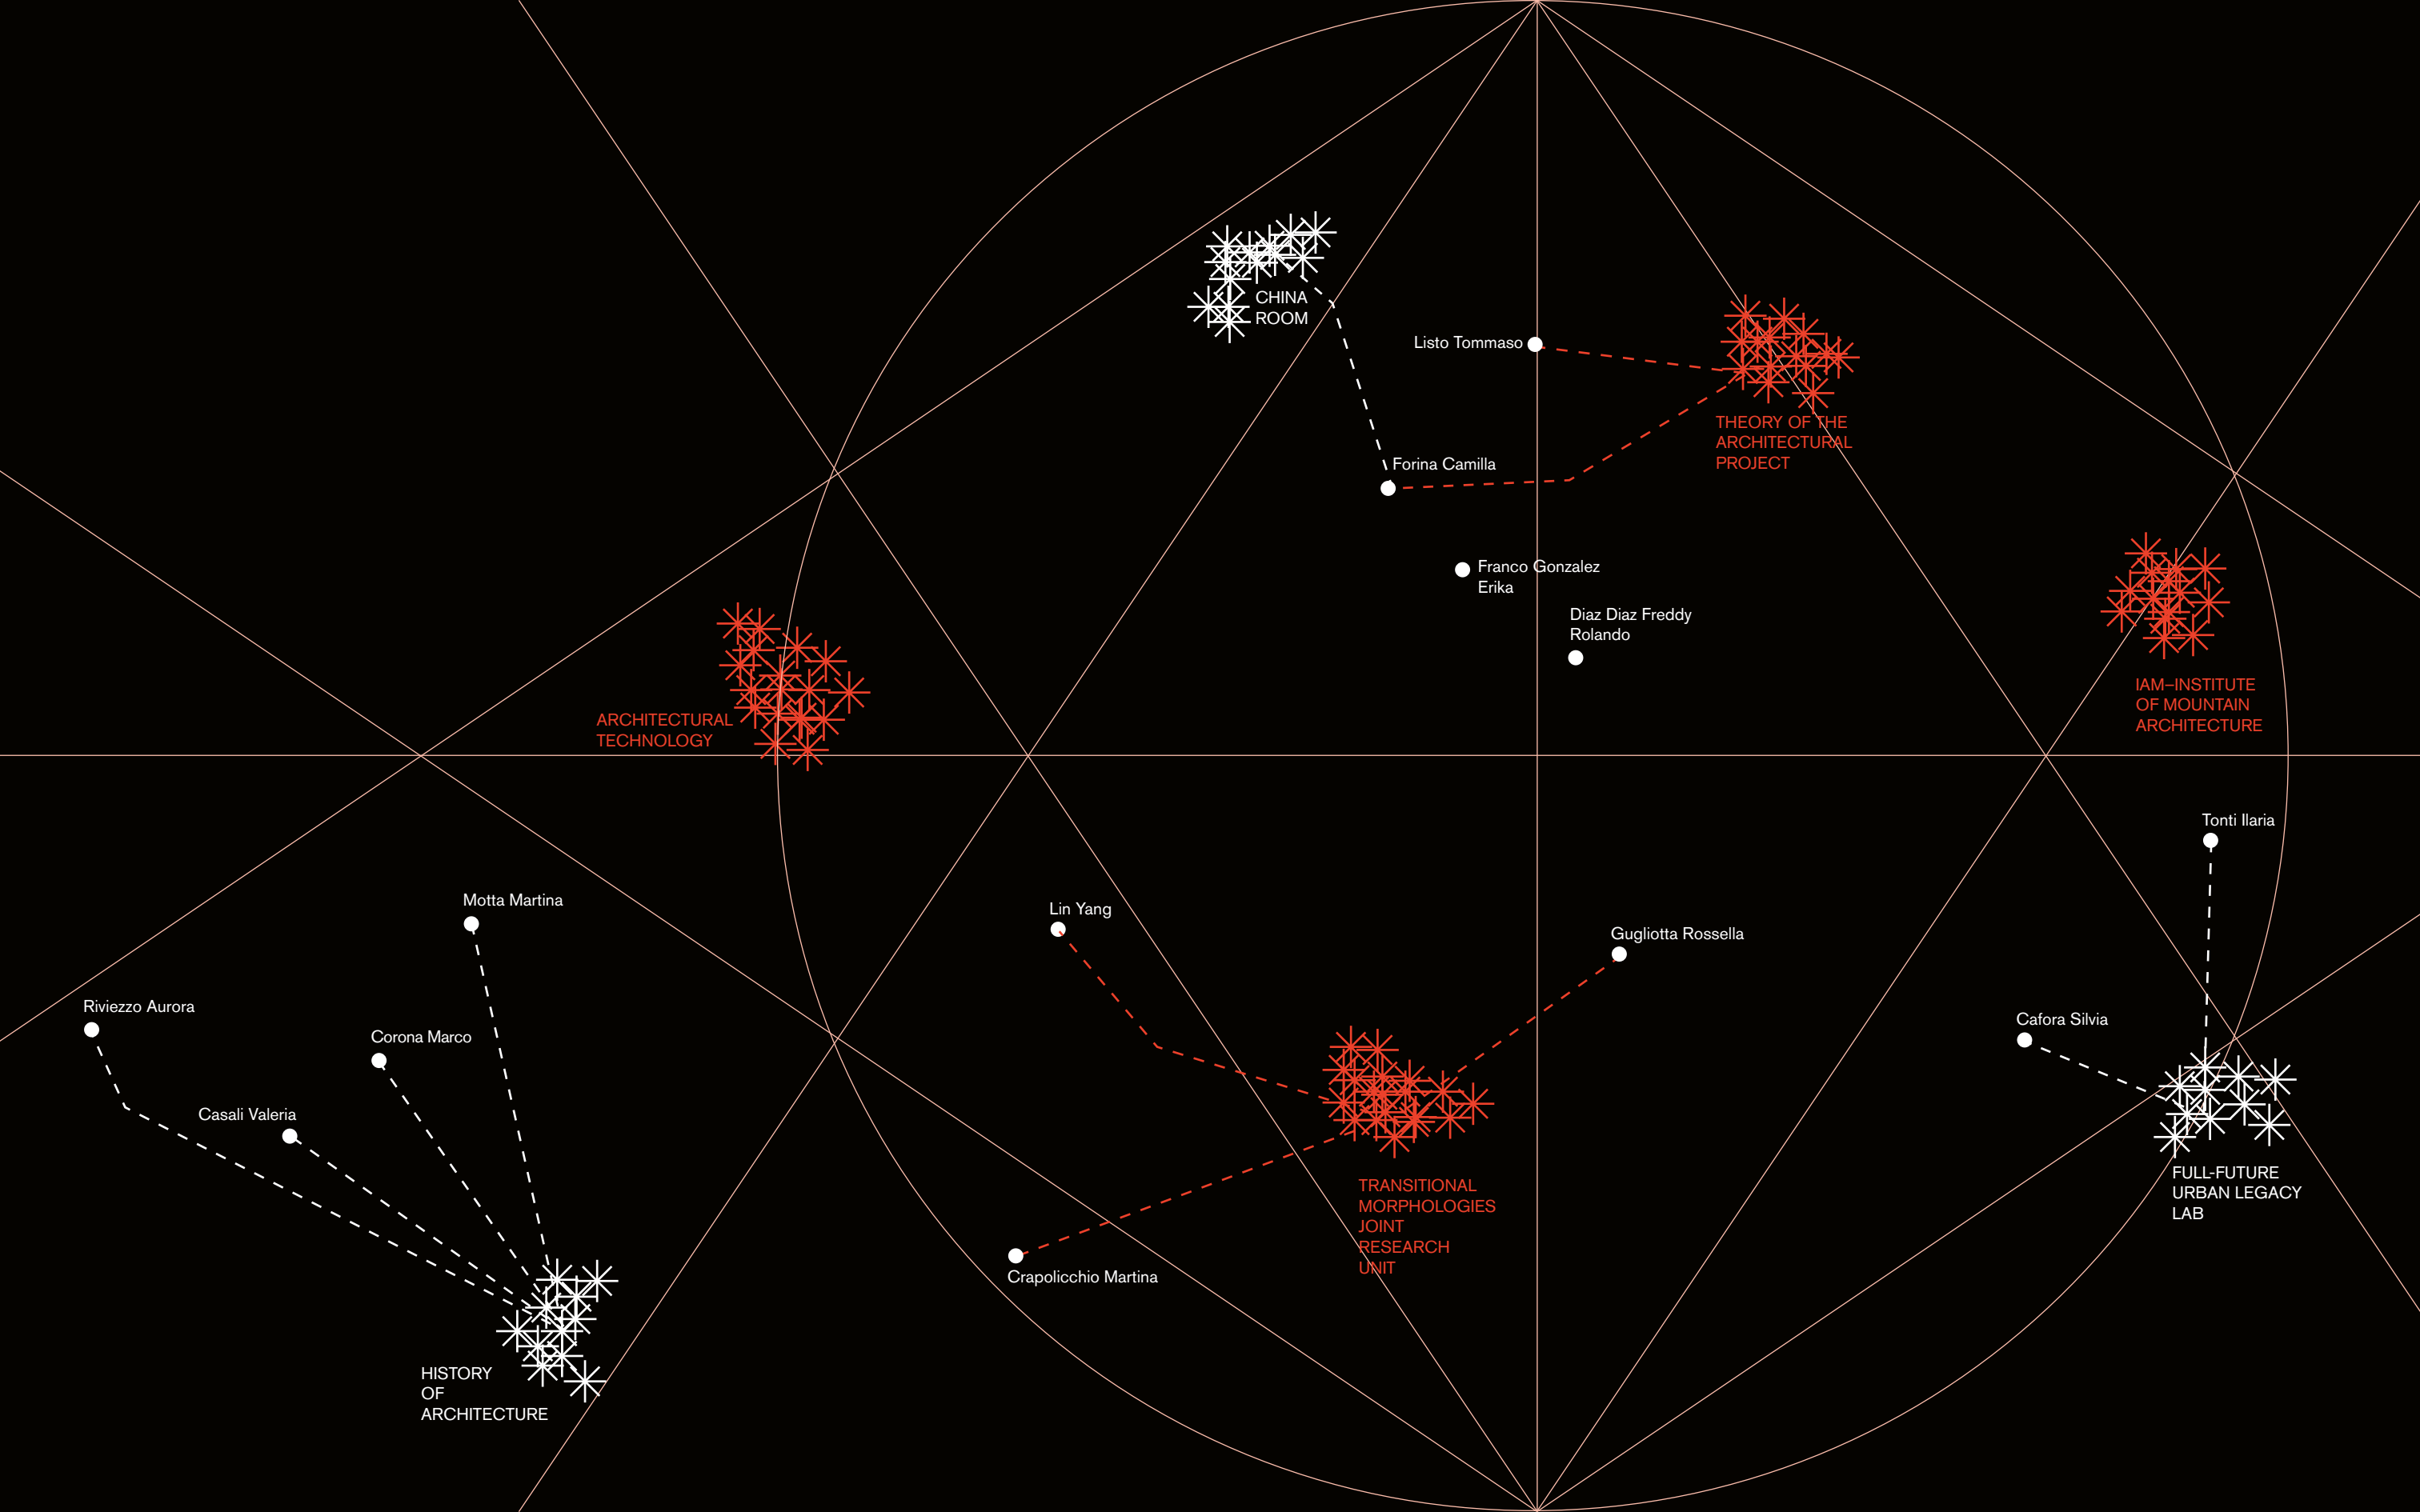 CHINA
ROOM
Listo Tommaso
THEORY OF THE
ARCHITECTURAL
PROJECT
Forina Camilla
Franco Gonzalez
Erika
Diaz Diaz Freddy
Rolando
IAM–INSTITUTE
OF MOUNTAIN
ARCHITECTURE
ARCHITECTURAL
TECHNOLOGY
Tonti Ilaria
Motta Martina
Lin Yang
Gugliotta Rossella
Riviezzo Aurora
Cafora Silvia
Corona Marco
Casali Valeria
FULL-FUTURE
URBAN LEGACY
LAB
TRANSITIONAL
MORPHOLOGIES
JOINT
RESEARCH
UNIT
Crapolicchio Martina
HISTORY
OF
ARCHITECTURE